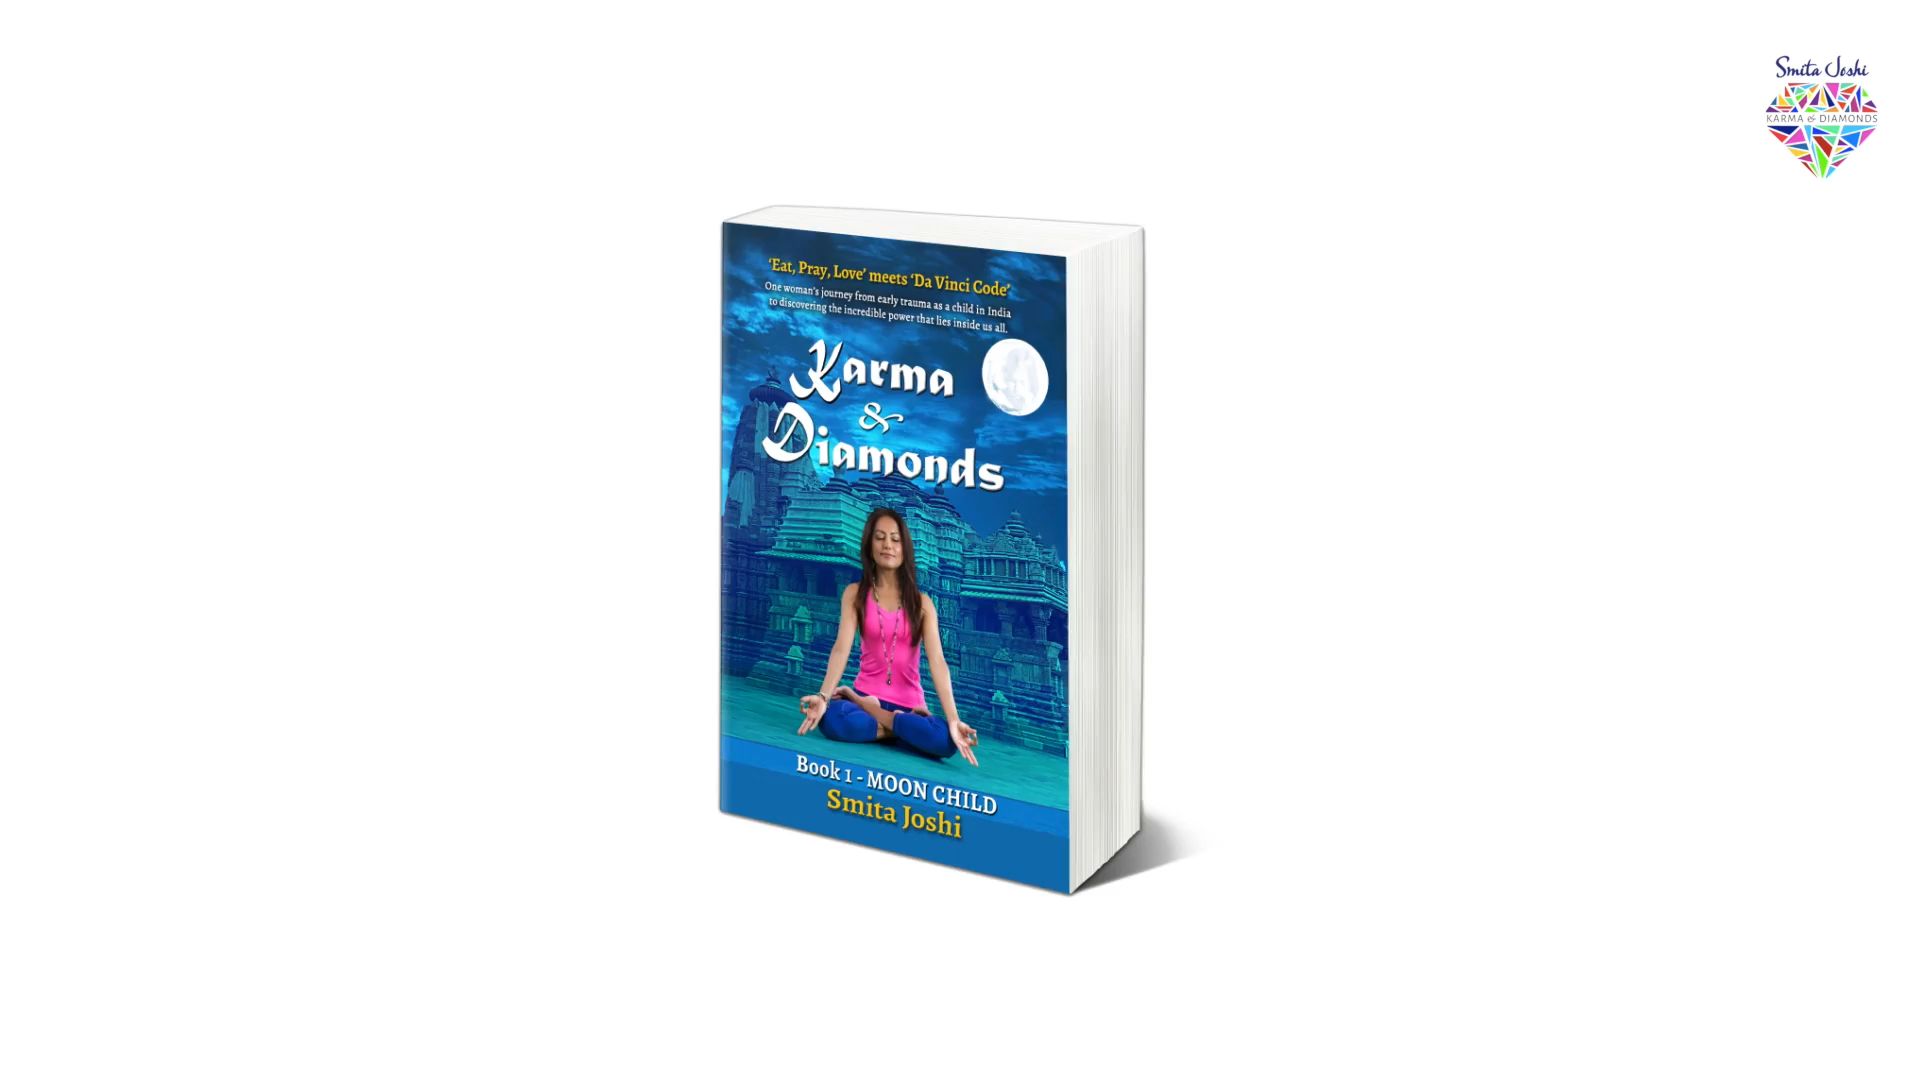 Smita Joshi
KARMA & DIAMONDS
‘Eat, Pray, Love’ meets ‘Da Vinci Code’
One woman's journey from early trauma as a child in India
to discovering the incredible power that lies inside us all.
Karma
&
Diamonds
Book 1 - MOON CHILD
Smita Joshi